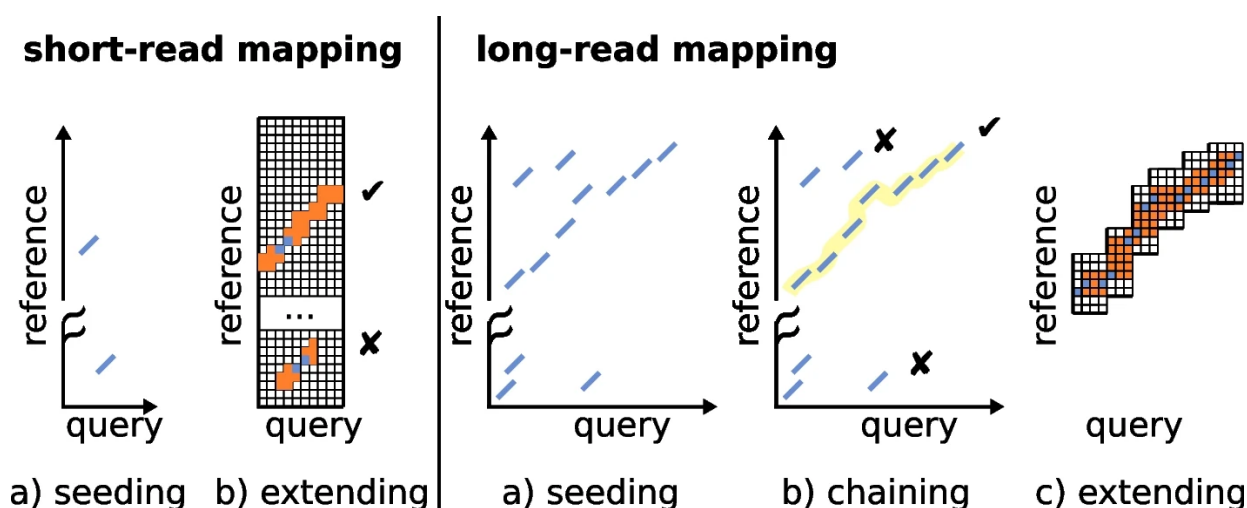 short-read mapping
reference
query
a) seeding
reference
...
query
b) extending
long-read mapping
reference
query
a) seeding
reference
query
b) chaining
reference
query
c) extending